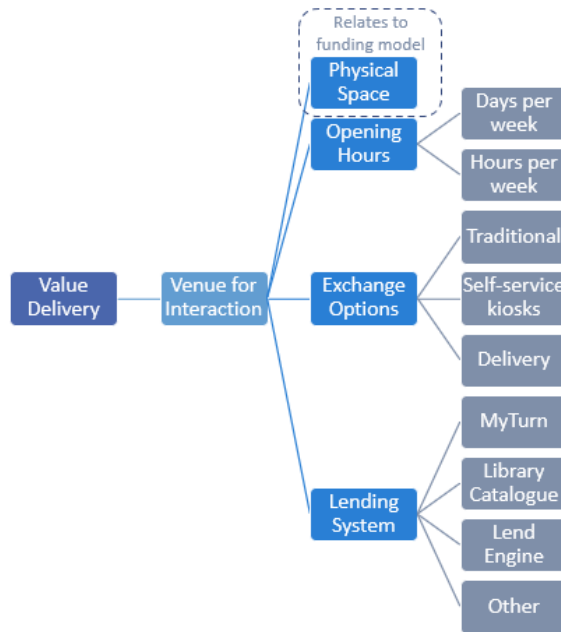 Relates to
funding model
Physical
Space
Opening
Hours
Days per
week
Hours per
week
Value
Delivery
Venue for
Interaction
Exchange
Options
Traditional
Self-service
kiosks
Delivery
Lending
System
MyTurn
Library
Catalogue
Lend
Engine
Other